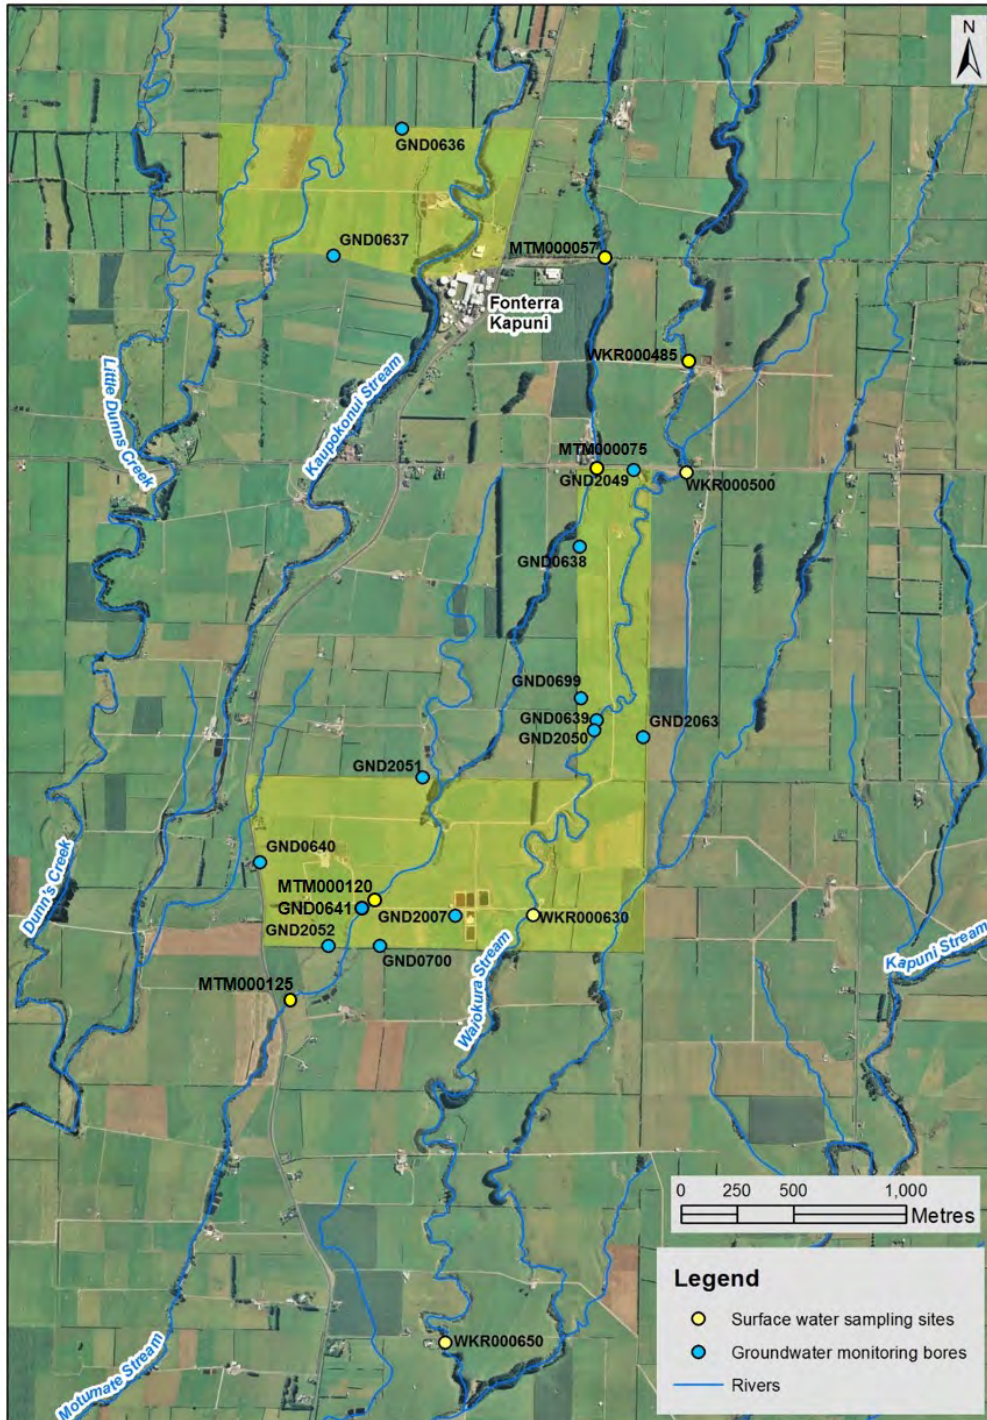 N
GND0636
GND0637
MTM000057
Fonterra
Kapuni
WKR000485
Little Dunns Creek
Kaupokonui Stream
MTM000075
GND2049
WKR000500
GND0638
GND0699
GND0639
GND2050
GND2063
GND2051
GND0640
MTM000120
GND0641
GND2007
WKR000630
GND2052
GND0700
Dunn's Creek
Waiokura Stream
Kapuni Stream
MTM000125
0 250 500 1,000
Metres
Legend
Surface water sampling sites
Groundwater monitoring bores
Rivers
WKR000650
Motumate Stream